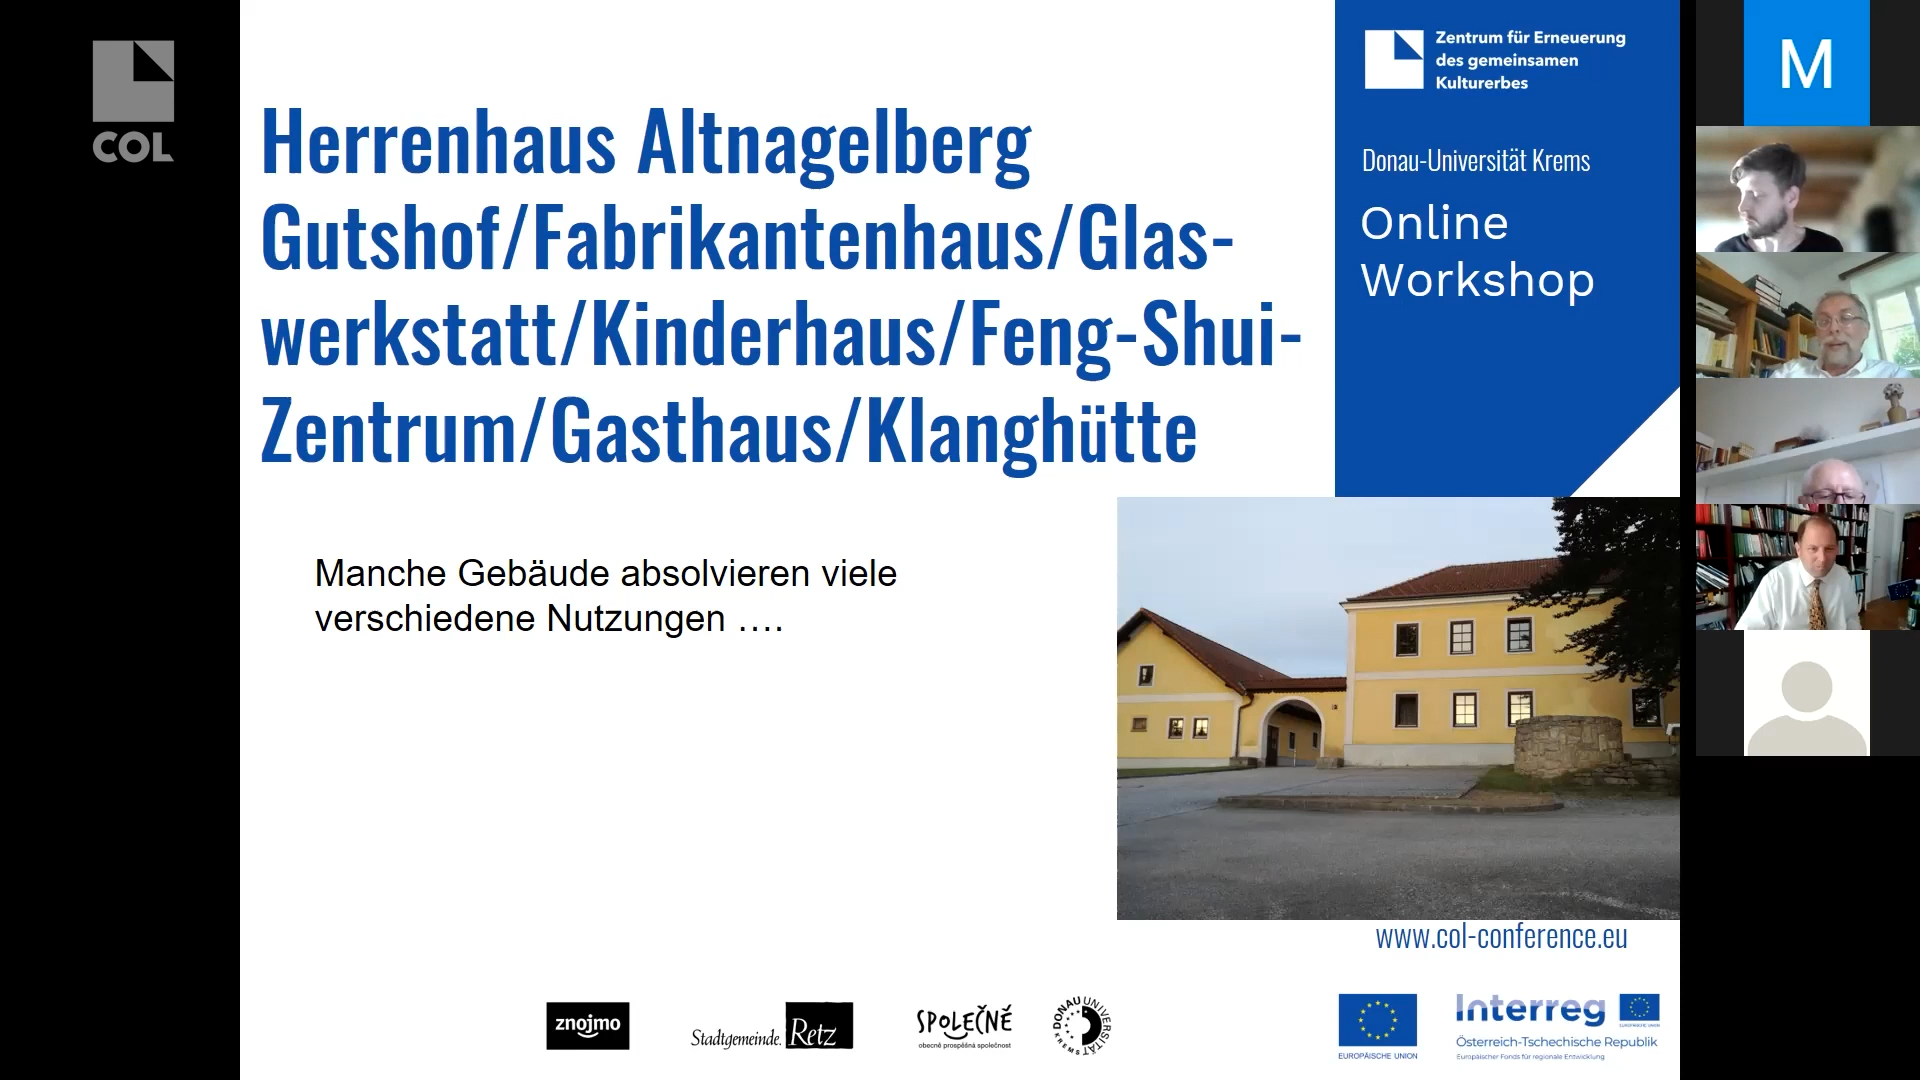 COL
Herrenhaus Altnagelberg
Gutshof/Fabrikantenhaus/Glas-
werkstatt/Kinderhaus/Feng-Shui-
Zentrum/Gasthaus/Klanghütte
Manche Gebäude absolvieren viele
verschiedene Nutzungen ….
Zentrum für Erneuerung
des gemeinsamen
Kulturerbes
Donau-Universität Krems
Online
Workshop
M
www.col-conference.eu
znojmo
Stadtgemeinde Retz
SPOLEČNÉ
obecně prospěšná společnost
DONAU UNIVERSITÄT KREMS
EUROPÄISCHE UNION
Interreg
EUROPÄISCHE UNION
Österreich-Tschechische Republik
Europäischer Fonds für regionale Entwicklung